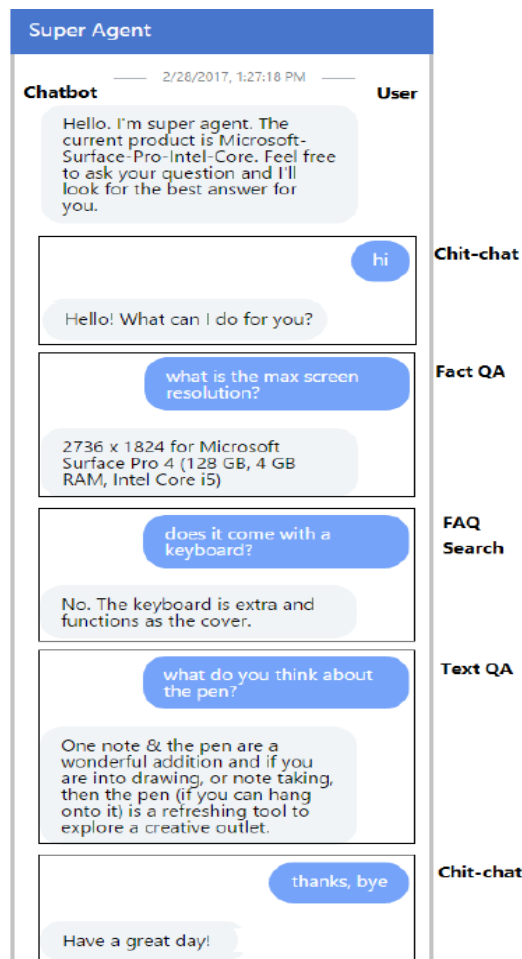 Super Agent
2/28/2017, 1:27:18 PM
Chatbot
User
Hello. I'm super agent. The
current product is Microsoft-
Surface-Pro-Intel-Core. Feel free
to ask your question and I'll
look for the best answer for
you.
hi
Chit-chat
Hello! What can I do for you?
what is the max screen
resolution?
Fact QA
2736 x 1824 for Microsoft
Surface Pro 4 (128 GB, 4 GB
RAM, Intel Core i5)
does it come with a
keyboard?
FAQ
Search
No. The keyboard is extra and
functions as the cover.
what do you think about
the pen?
Text QA
One note & the pen are a
wonderful addition and if you
are into drawing, or note taking,
then the pen (if you can hang
onto it) is a refreshing tool to
explore a creative outlet.
thanks, bye
Chit-chat
Have a great day!